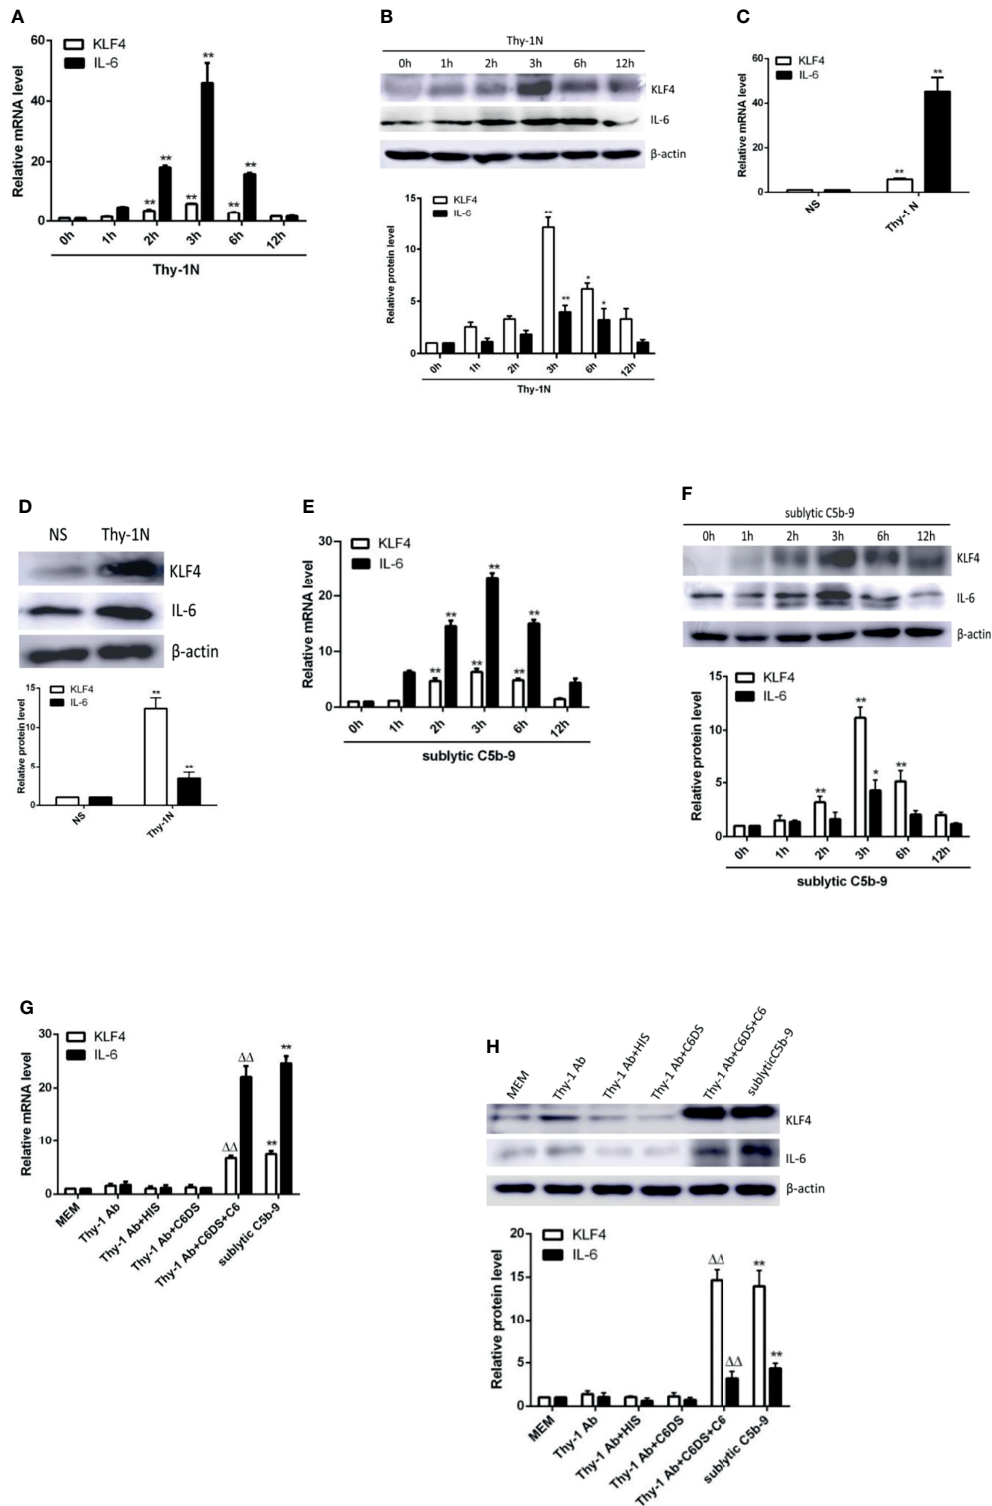 A
KLF4
IL-6
Relative mRNA level
60
40
20
0
** ** ** ** ** **
0h 1h 2h 3h 6h 12h
Thy-1N
B
Thy-1N
0h 1h 2h 3h 6h 12h
KLF4
IL-6
β-actin
KLF4
IL-6
Relative protein level
15
10
5
0
** ** * *
0h 1h 2h 3h 6h 12h
Thy-1N
C
KLF4
IL-6
Relative mRNA level
60
40
20
0
** **
NS Thy-1 N
D
NS Thy-1N
KLF4
IL-6
β-actin
KLF4
IL-6
Relative protein level
15
10
5
0
** **
NS Thy-1N
E
KLF4
IL-6
Relative mRNA level
30
20
10
0
** ** ** ** ** **
0h 1h 2h 3h 6h 12h
sublytic C5b-9
F
sublytic C5b-9
0h 1h 2h 3h 6h 12h
KLF4
IL-6
β-actin
KLF4
IL-6
Relative protein level
15
10
5
0
** ** * **
0h 1h 2h 3h 6h 12h
sublytic C5b-9
G
KLF4
IL-6
Relative mRNA level
30
20
10
0
ΔΔ ΔΔ ** **
MEM Thy-1 Ab Thy-1 Ab+HIS Thy-1 Ab+C6DS Thy-1 Ab+C6DS+C6 sublytic C5b-9
H
MEM Thy-1 Ab Thy-1 Ab+HIS Thy-1 Ab+C6DS Thy-1 Ab+C6DS+C6 sublyticC5b-9
KLF4
IL-6
β-actin
KLF4
IL-6
Relative protein level
20
15
10
5
0
ΔΔ ΔΔ ** **
MEM Thy-1 Ab Thy-1 Ab+HIS Thy-1 Ab+C6DS Thy-1 Ab+C6DS+C6 sublytic C5b-9